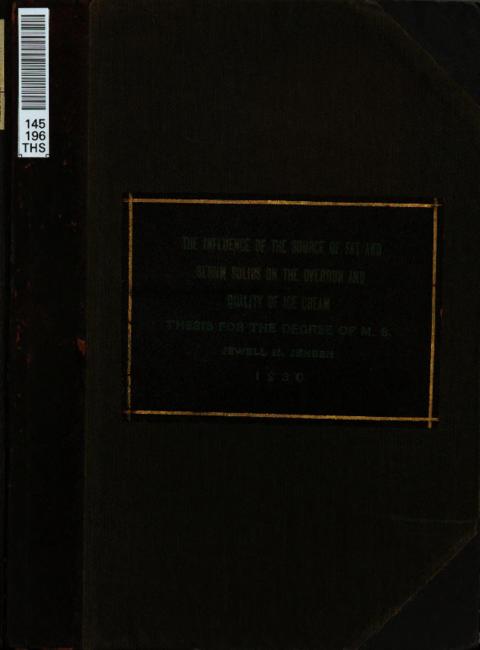 145
196
THS
THE INFLUENCE OF THE SOURCE OF FAT AND
SERUM SOLIDS ON THE OVERRUN AND
QUALITY OF ICE CREAM
THESIS FOR THE DEGREE OF M. S.
JEWELL M. JENSEN
1930